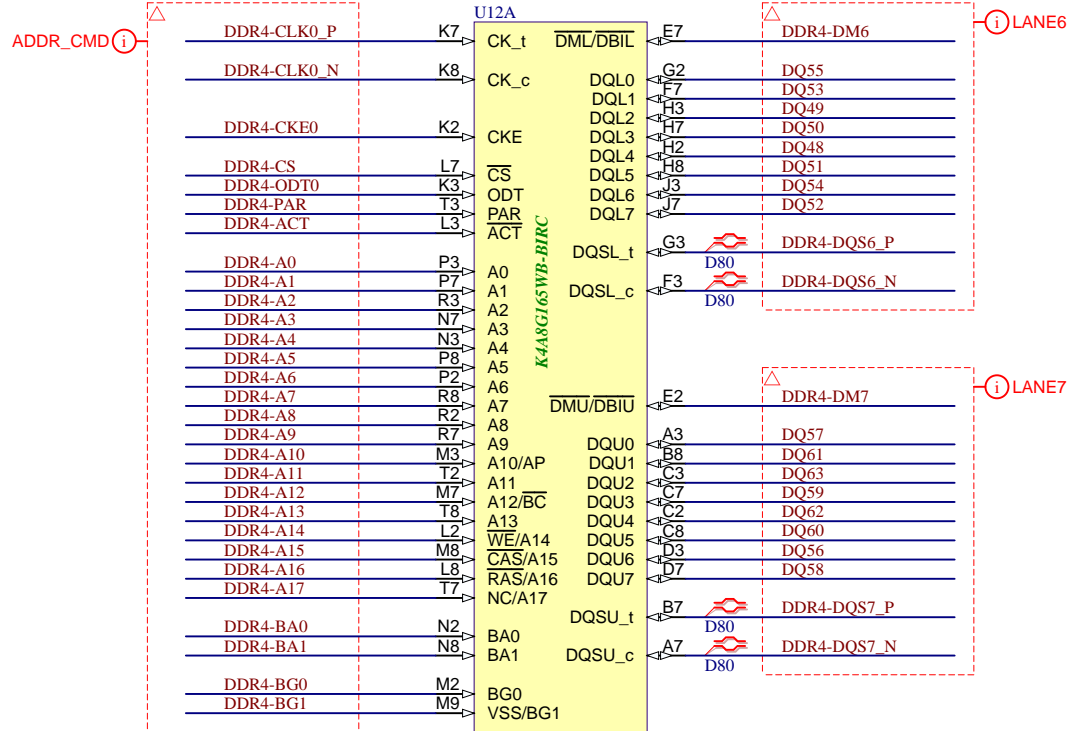 U12A
ADDR_CMD i
i LANE6
DDR4-CLK0_P K7 CK_t DML/DBIL E7 DDR4-DM6
DDR4-CLK0_N K8 CK_c DQL0 G2 DQ55
DQL1 F7 DQ53
DQL2 H3 DQ49
DDR4-CKE0 K2 CKE DQL3 H7 DQ50
DQL4 H2 DQ48
DDR4-CS L7 CS DQL5 H8 DQ51
DDR4-ODT0 K3 ODT DQL6 J3 DQ54
DDR4-PAR T3 PAR DQL7 J7 DQ52
DDR4-ACT L3 ACT
K4A8G165WB-BIRC
DQSL_t G3 D80 DDR4-DQS6_P
DDR4-A0 P3 A0
DDR4-A1 P7 A1 DQSL_c F3 D80 DDR4-DQS6_N
DDR4-A2 R3 A2
DDR4-A3 N7 A3
DDR4-A4 N3 A4
DDR4-A5 P8 A5
DDR4-A6 P2 A6
i LANE7
DDR4-A7 R8 A7 DMU/DBIU E2 DDR4-DM7
DDR4-A8 R2 A8
DDR4-A9 R7 A9 DQU0 A3 DQ57
DDR4-A10 M3 A10/AP DQU1 B8 DQ61
DDR4-A11 T2 A11 DQU2 C3 DQ63
DDR4-A12 M7 A12/BC DQU3 C7 DQ59
DDR4-A13 T8 A13 DQU4 C2 DQ62
DDR4-A14 L2 WE/A14 DQU5 C8 DQ60
DDR4-A15 M8 CAS/A15 DQU6 D3 DQ56
DDR4-A16 L8 RAS/A16 DQU7 D7 DQ58
DDR4-A17 T7 NC/A17
DQSU_t B7 D80 DDR4-DQS7_P
DDR4-BA0 N2 BA0
DDR4-BA1 N8 BA1 DQSU_c A7 D80 DDR4-DQS7_N
DDR4-BG0 M2 BG0
DDR4-BG1 M9 VSS/BG1